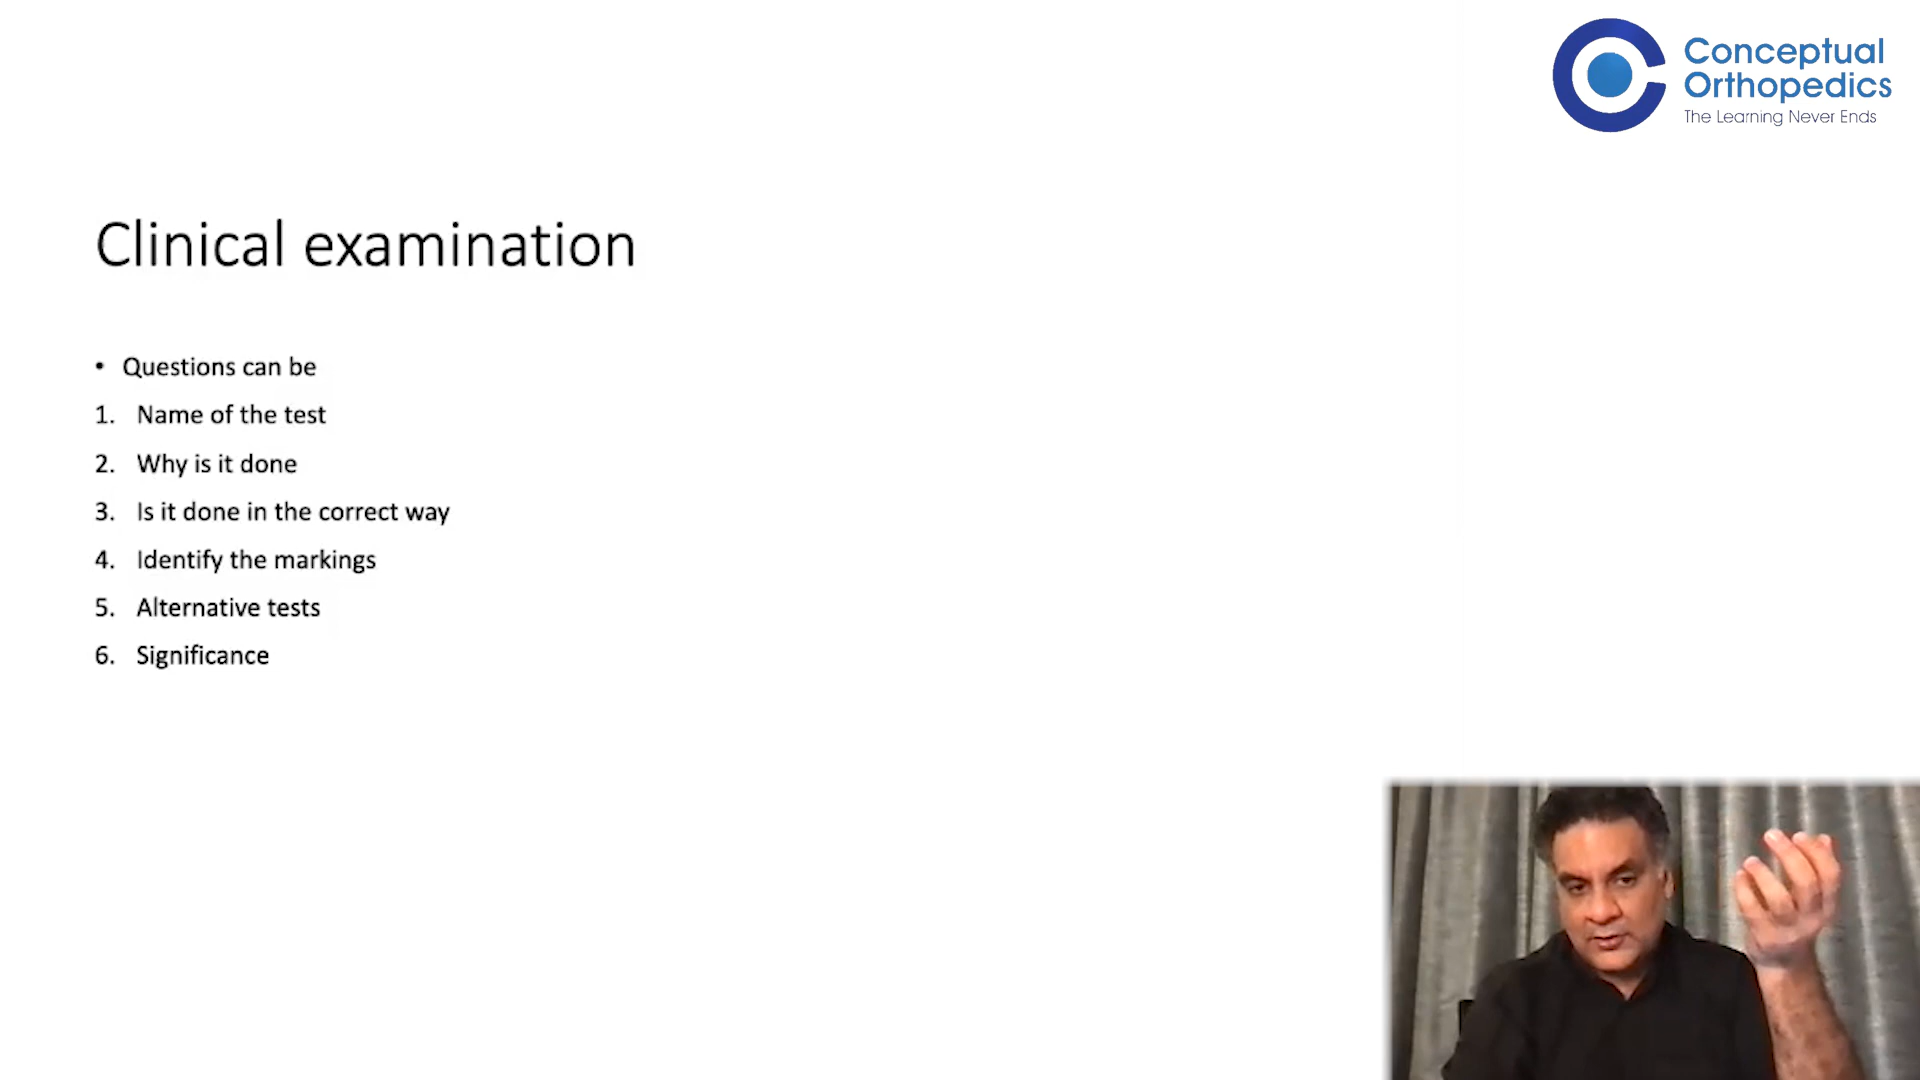 Conceptual
Orthopedics
The Learning Never Ends
Clinical examination
• Questions can be
1. Name of the test
2. Why is it done
3. Is it done in the correct way
4. Identify the markings
5. Alternative tests
6. Significance